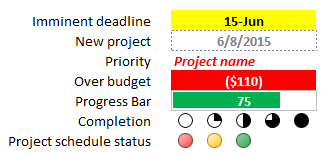 Imminent deadline 15-Jun
New project 6/8/2015
Priority Project name
Over budget ($110)
Progress Bar 75
Completion
Project schedule status